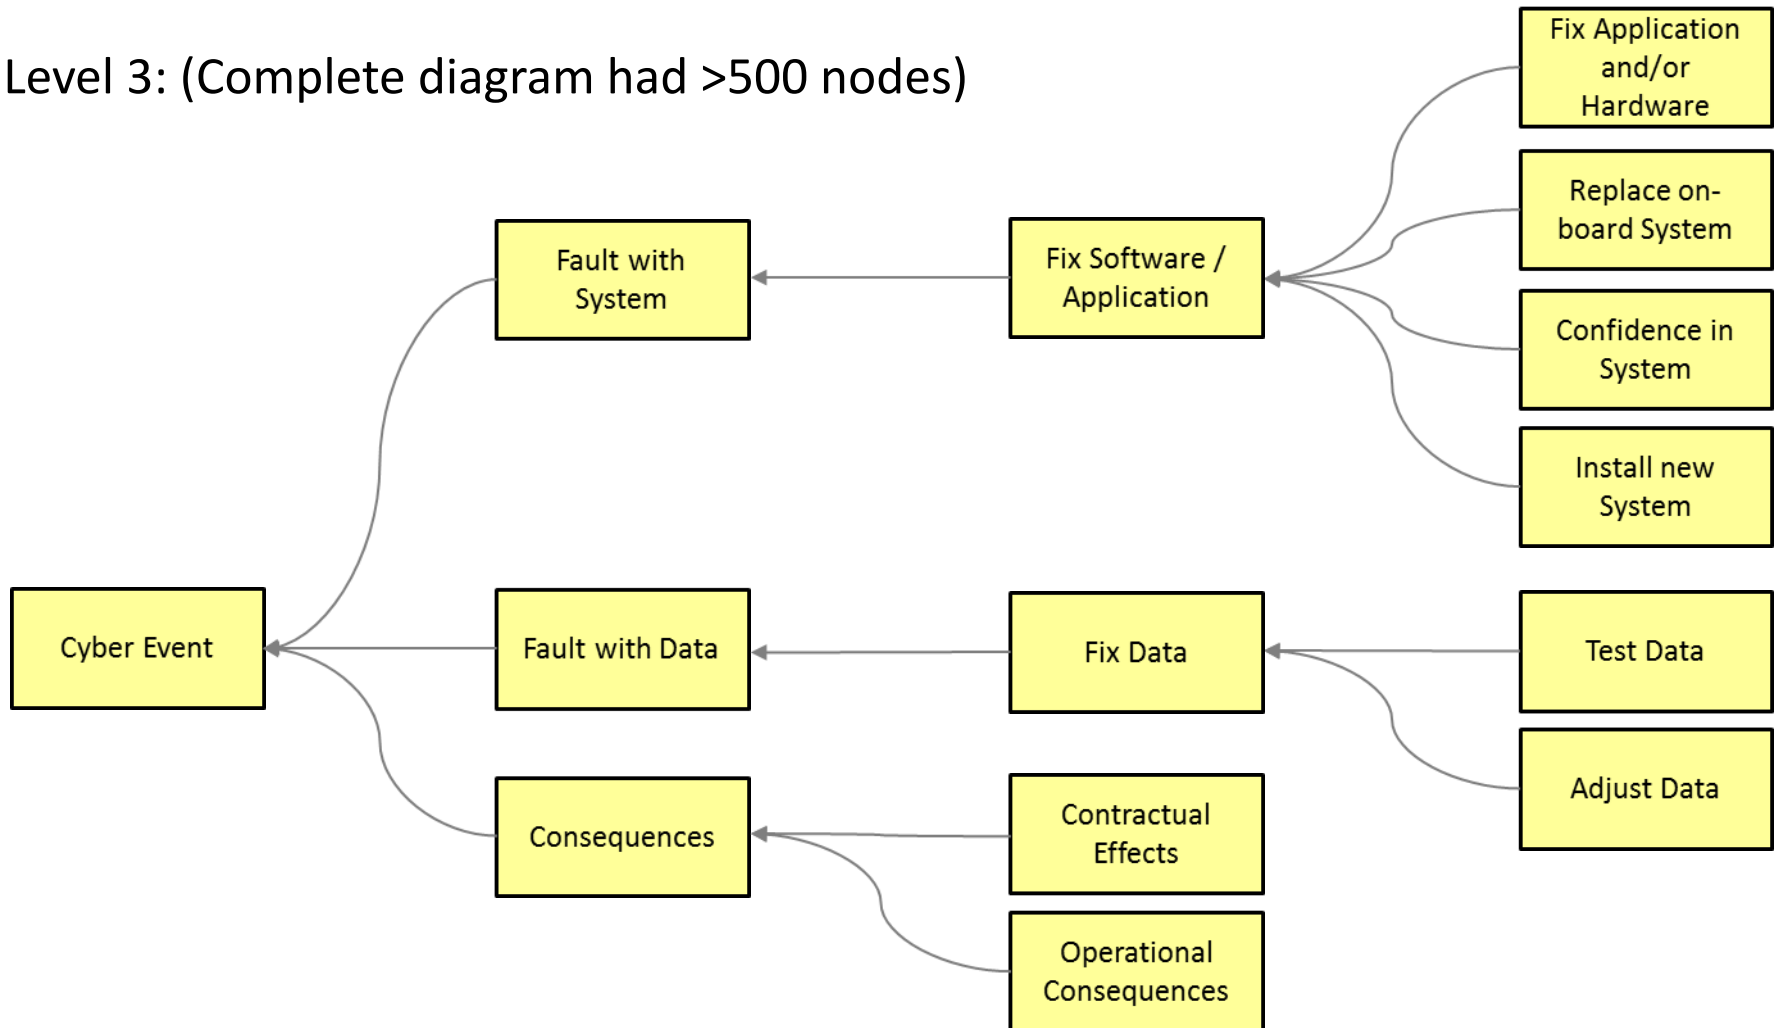 Level 3: (Complete diagram had >500 nodes)
Fix Application
and/or
Hardware
Replace on-
board System
Fault with
System
Fix Software /
Application
Confidence in
System
Install new
System
Cyber Event
Fault with Data
Fix Data
Test Data
Adjust Data
Consequences
Contractual
Effects
Operational
Consequences